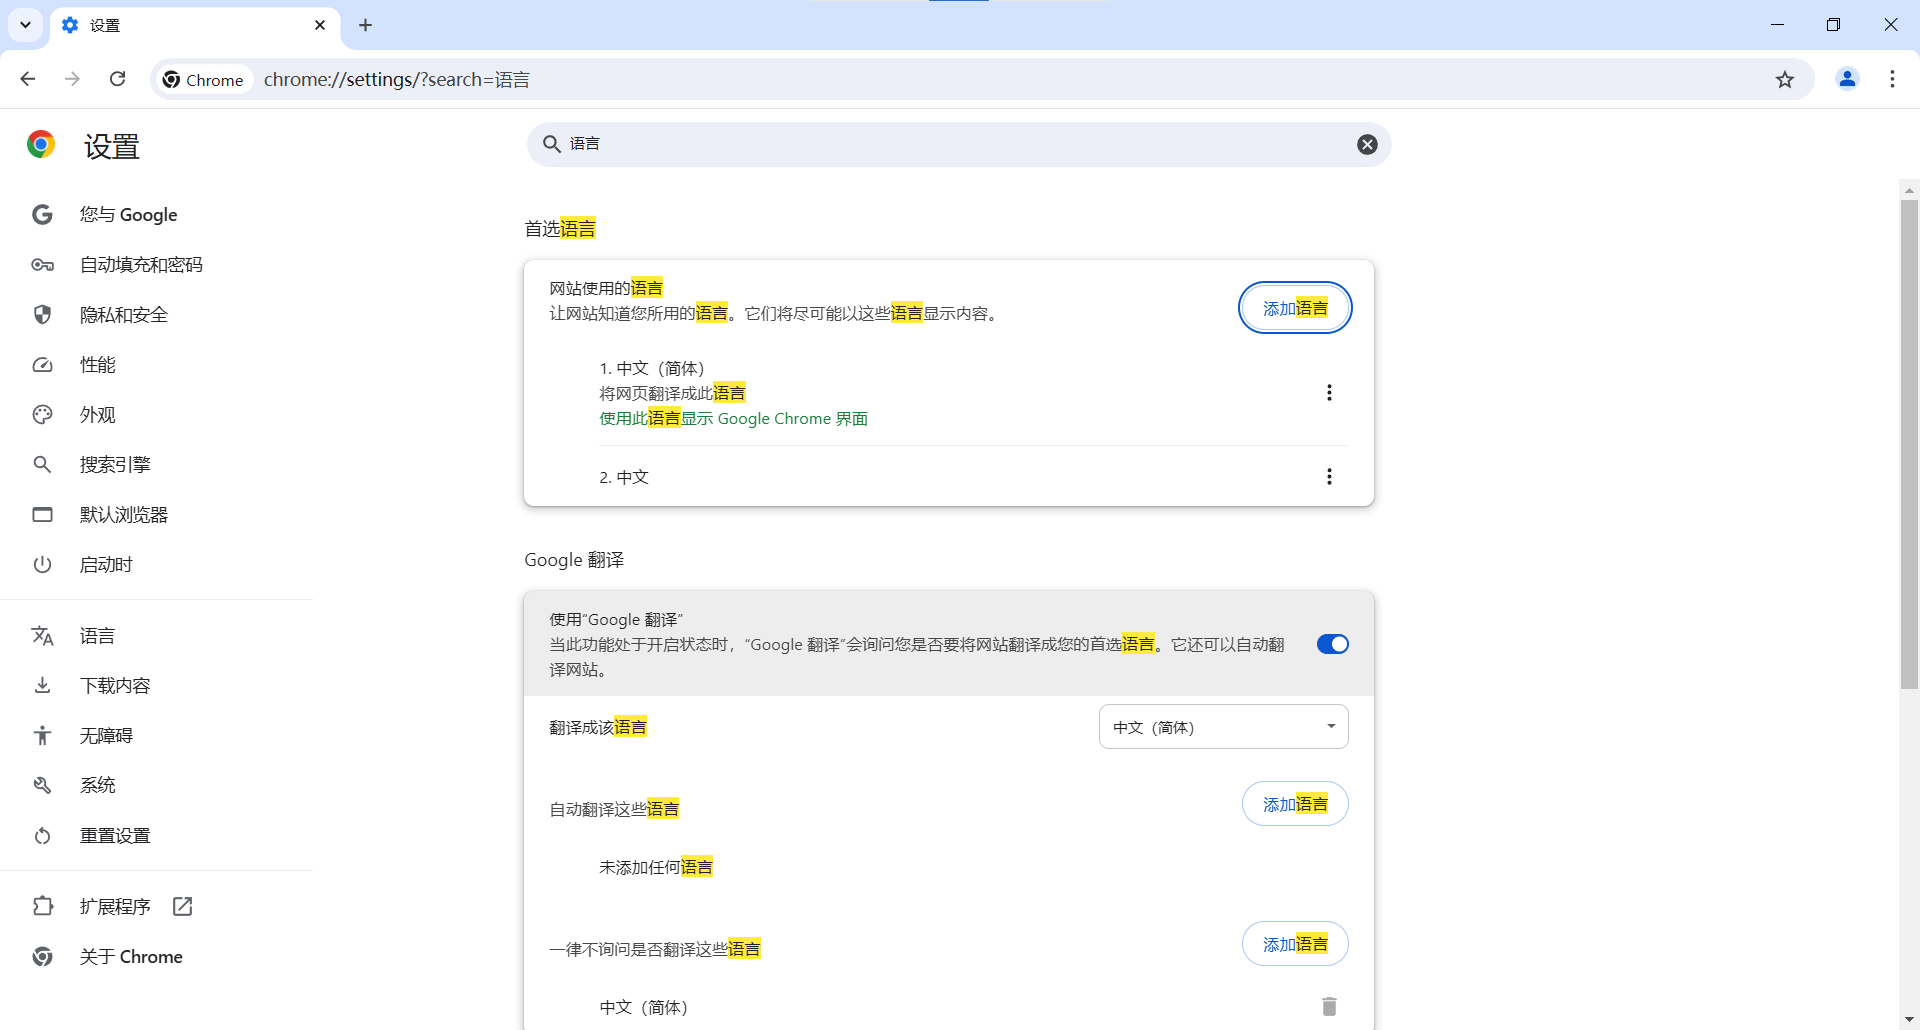 设置
Chrome
chrome://settings/?search=语言
设置
语言
您与 Google
自动填充和密码
隐私和安全
性能
外观
搜索引擎
默认浏览器
启动时
语言
下载内容
无障碍
系统
重置设置
扩展程序
关于 Chrome
首选语言
网站使用的语言
让网站知道您所用的语言。它们将尽可能以这些语言显示内容。
添加语言
1. 中文（简体）
将网页翻译成此语言
使用此语言显示 Google Chrome 界面
2. 中文
Google 翻译
使用“Google 翻译”
当此功能处于开启状态时，“Google 翻译”会询问您是否要将网站翻译成您的首选语言。它还可以自动翻
译网站。
翻译成该语言
中文（简体）
自动翻译这些语言
添加语言
未添加任何语言
一律不询问是否翻译这些语言
添加语言
中文（简体）